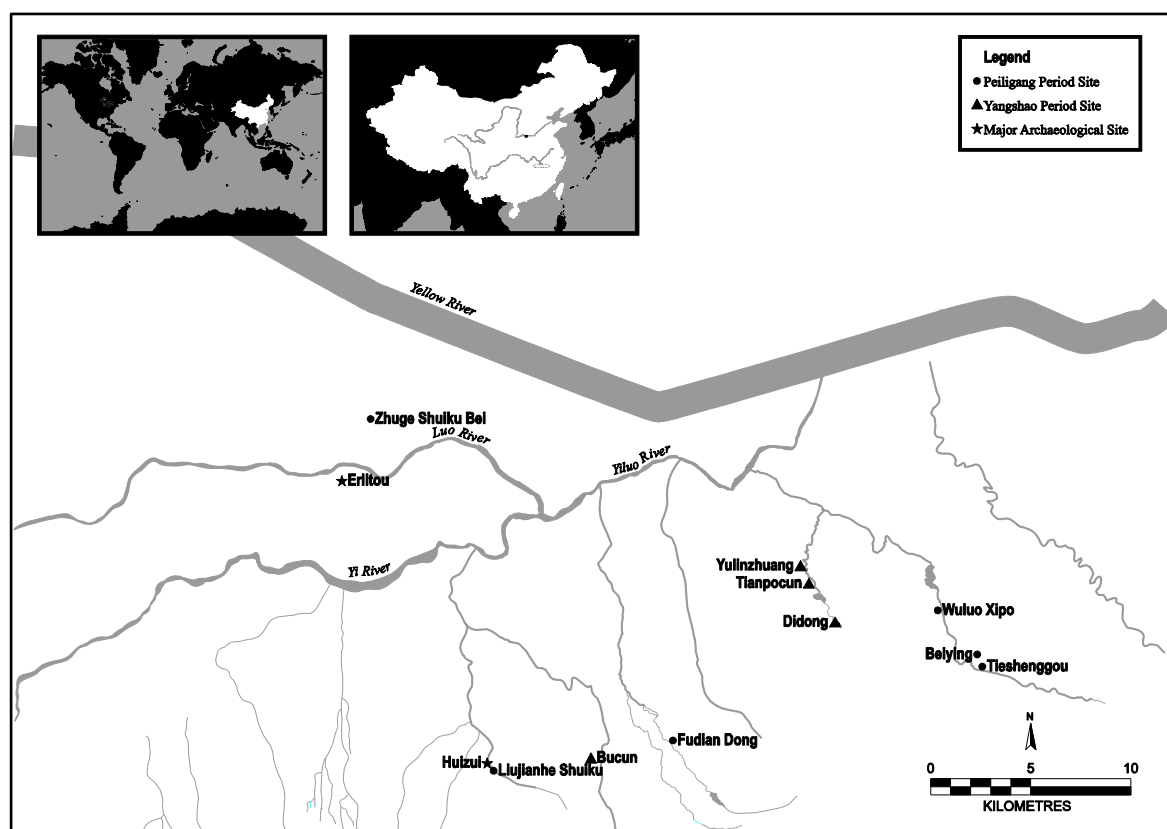 Legend
Peiligang Period Site
Yangshao Period Site
Major Archaeological Site
Yellow River
Zhuge Shuiku Bei
Luo River
Yiluo River
Erlitou
Yi River
Yulinzhuang
Tianpocun
Didong
Wuluo Xipo
Beiying
Tieshenggou
Fudian Dong
Bucun
Huizui
Liujianhe Shuiku
N
0 5 10
KILOMETRES